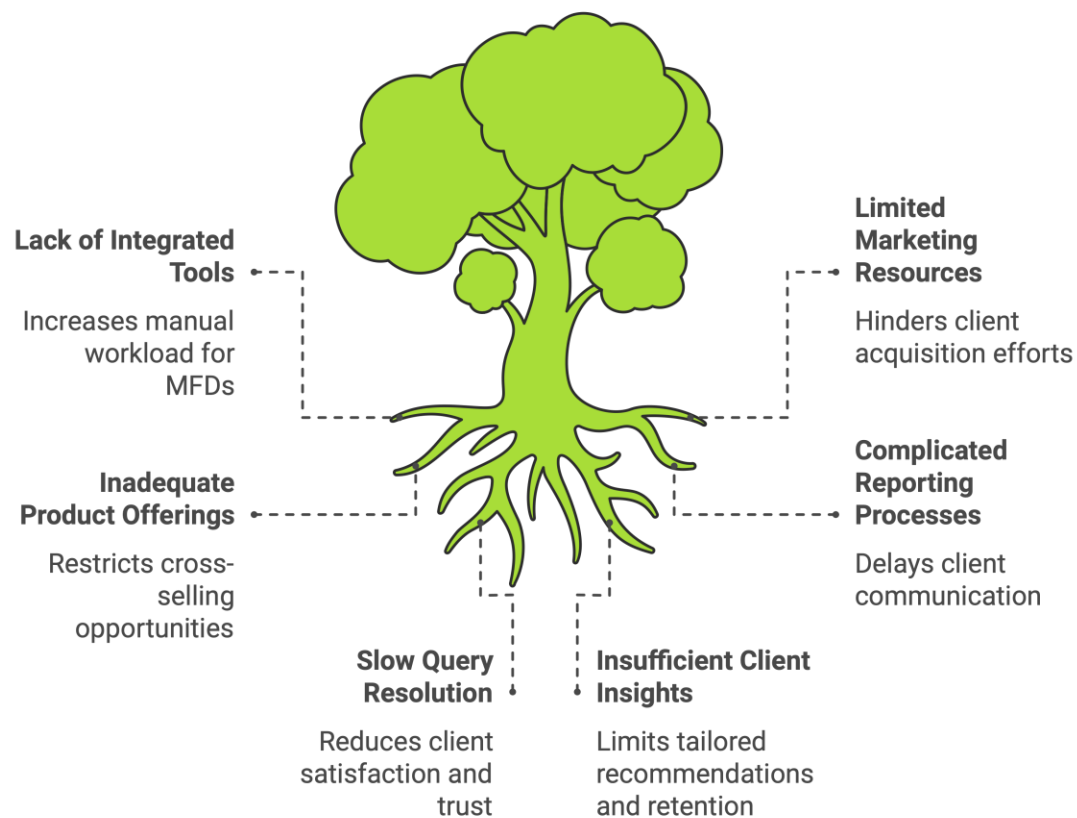 Lack of Integrated
Tools
Increases manual
workload for
MFDs
Inadequate
Product Offerings
Restricts cross-
selling
opportunities
Slow Query
Resolution
Reduces client
satisfaction and
trust
Insufficient Client
Insights
Limits tailored
recommendations
and retention
Limited
Marketing
Resources
Hinders client
acquisition efforts
Complicated
Reporting
Processes
Delays client
communication